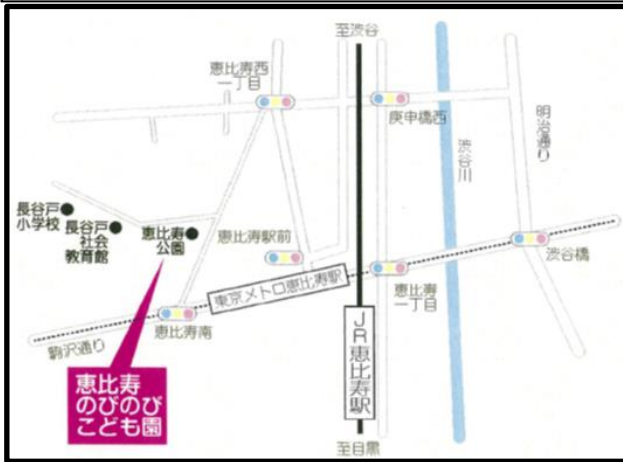 至渋谷
恵比寿西
一丁目
庚申橋西
明治通り
渋谷川
長谷戸
小学校
長谷戸
社会
教育館
恵比寿
公園
恵比寿駅前
渋谷橋
東京メトロ恵比寿駅
恵比寿
一丁目
恵比寿南
駒沢通り
JR恵比寿駅
恵比寿
のびのび
こども園
至目黒